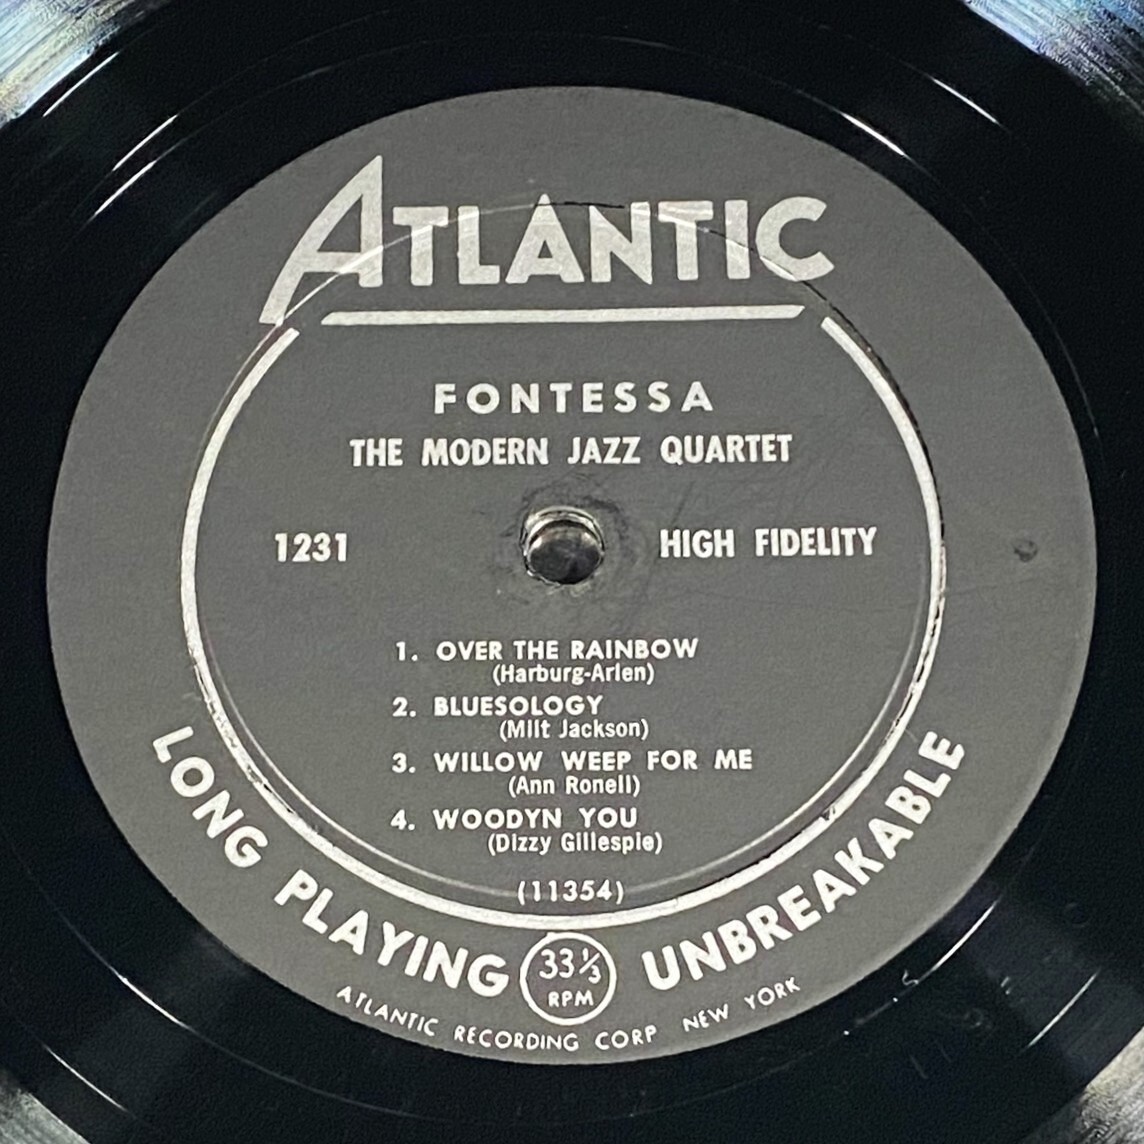 ATLANTIC
FONTESSA
THE MODERN JAZZ QUARTET
1231
HIGH FIDELITY
1. OVER THE RAINBOW
(Harburg-Arlen)
2. BLUESOLOGY
(Milt Jackson)
3. WILLOW WEEP FOR ME
(Ann Ronell)
4. WOODYN YOU
(Dizzy Gillespie)
(11354)
LONG PLAYING 33⅓ RPM UNBREAKABLE
ATLANTIC RECORDING CORP NEW YORK